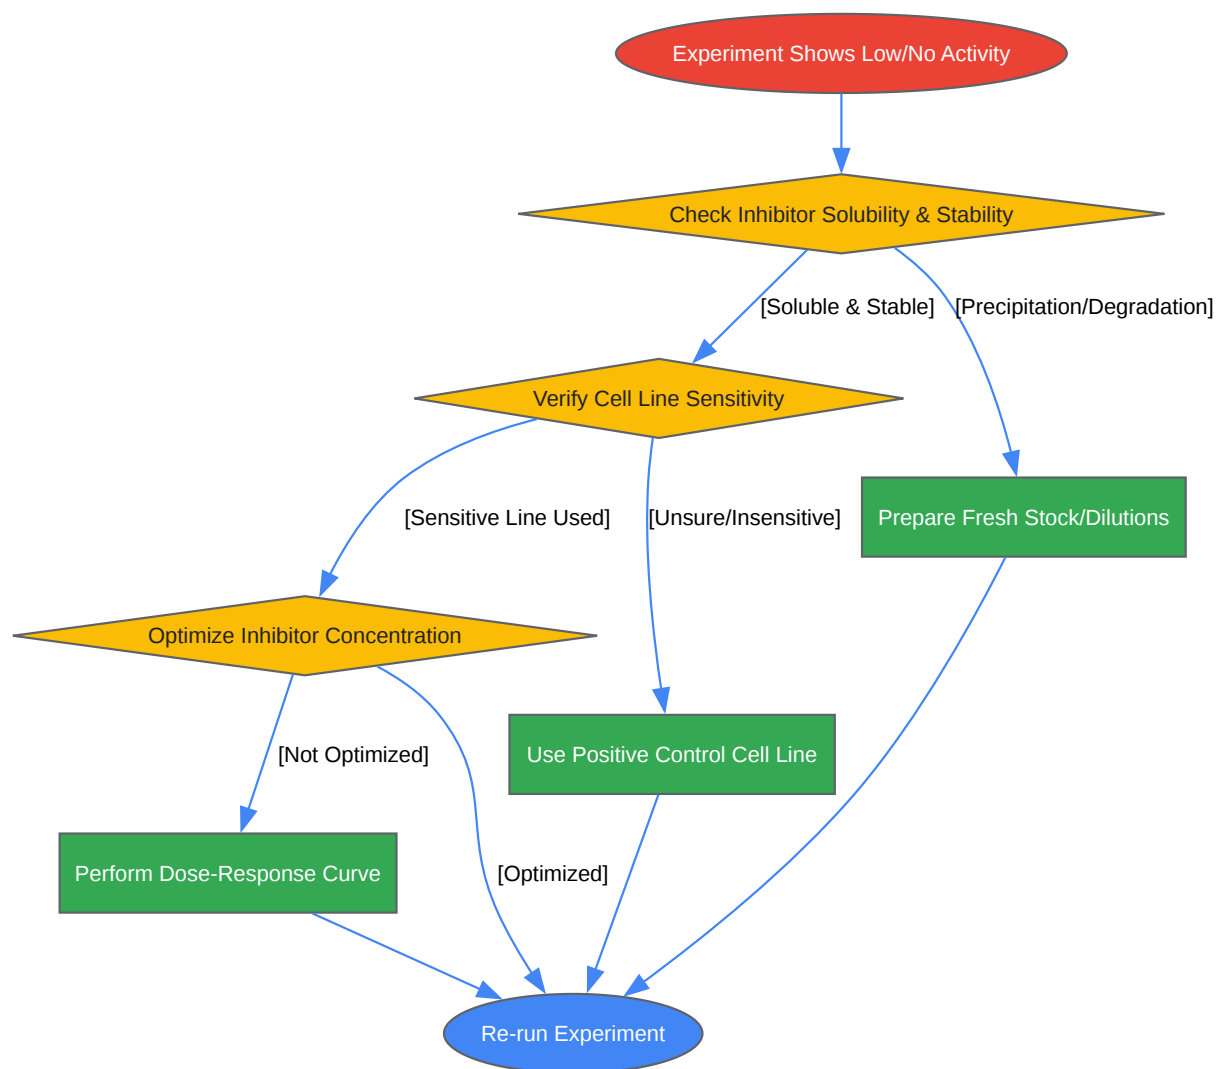 Experiment Shows Low/No Activity
Check Inhibitor Solubility & Stability
[Soluble & Stable]
[Precipitation/Degradation]
Verify Cell Line Sensitivity
[Sensitive Line Used]
[Unsure/Insensitive]
Prepare Fresh Stock/Dilutions
Optimize Inhibitor Concentration
[Not Optimized]
Use Positive Control Cell Line
Perform Dose-Response Curve
[Optimized]
Re-run Experiment